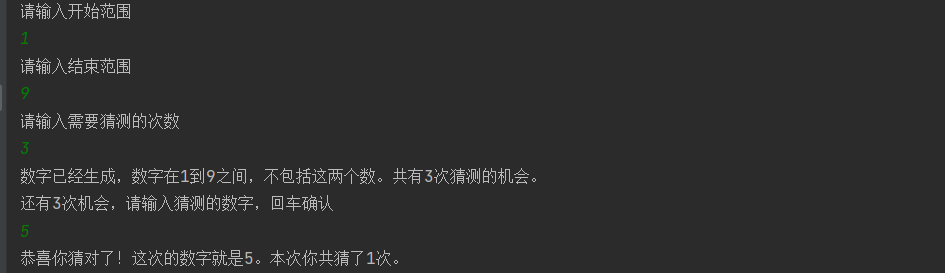 请输入开始范围
1
请输入结束范围
9
请输入需要猜测的次数
3
数字已经生成，数字在1到9之间，不包括这两个数。共有3次猜测的机会。
还有3次机会，请输入猜测的数字，回车确认
5
恭喜你猜对了！这次的数字就是5。本次你共猜了1次。